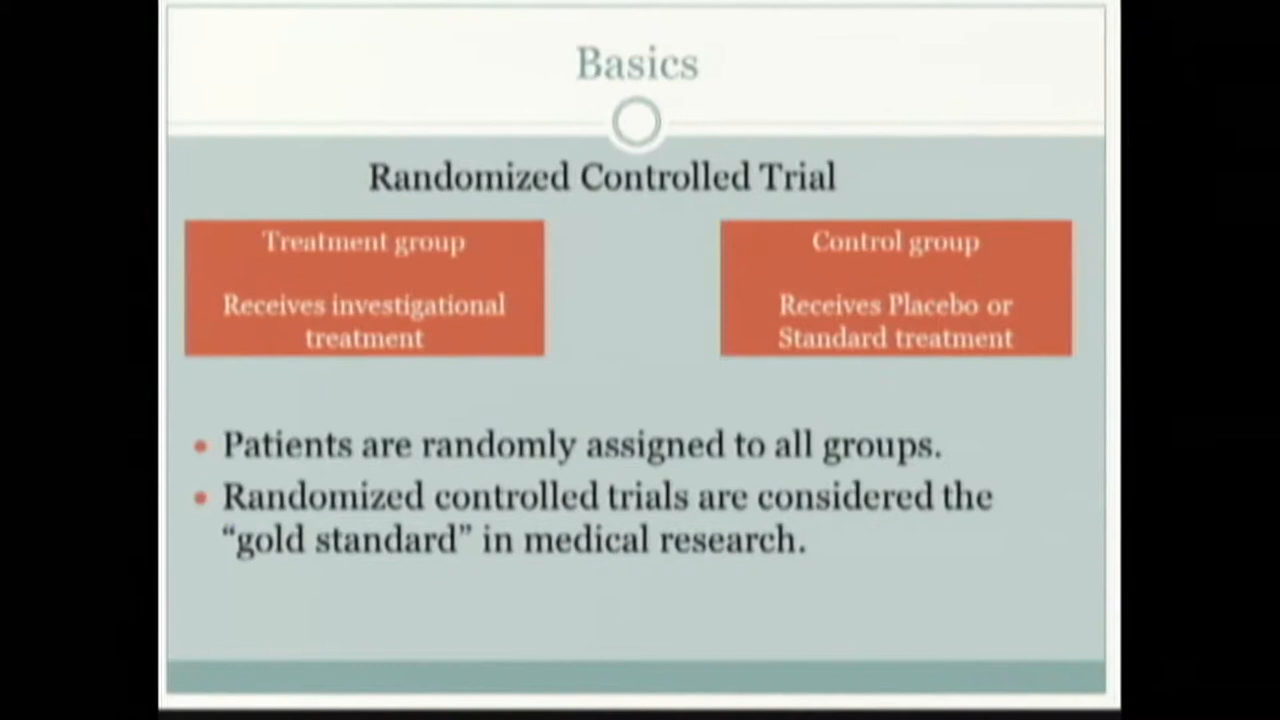 Basics
Randomized Controlled Trial
Treatment group
Receives investigational
treatment
Control group
Receives Placebo or
Standard treatment
• Patients are randomly assigned to all groups.
• Randomized controlled trials are considered the
“gold standard” in medical research.